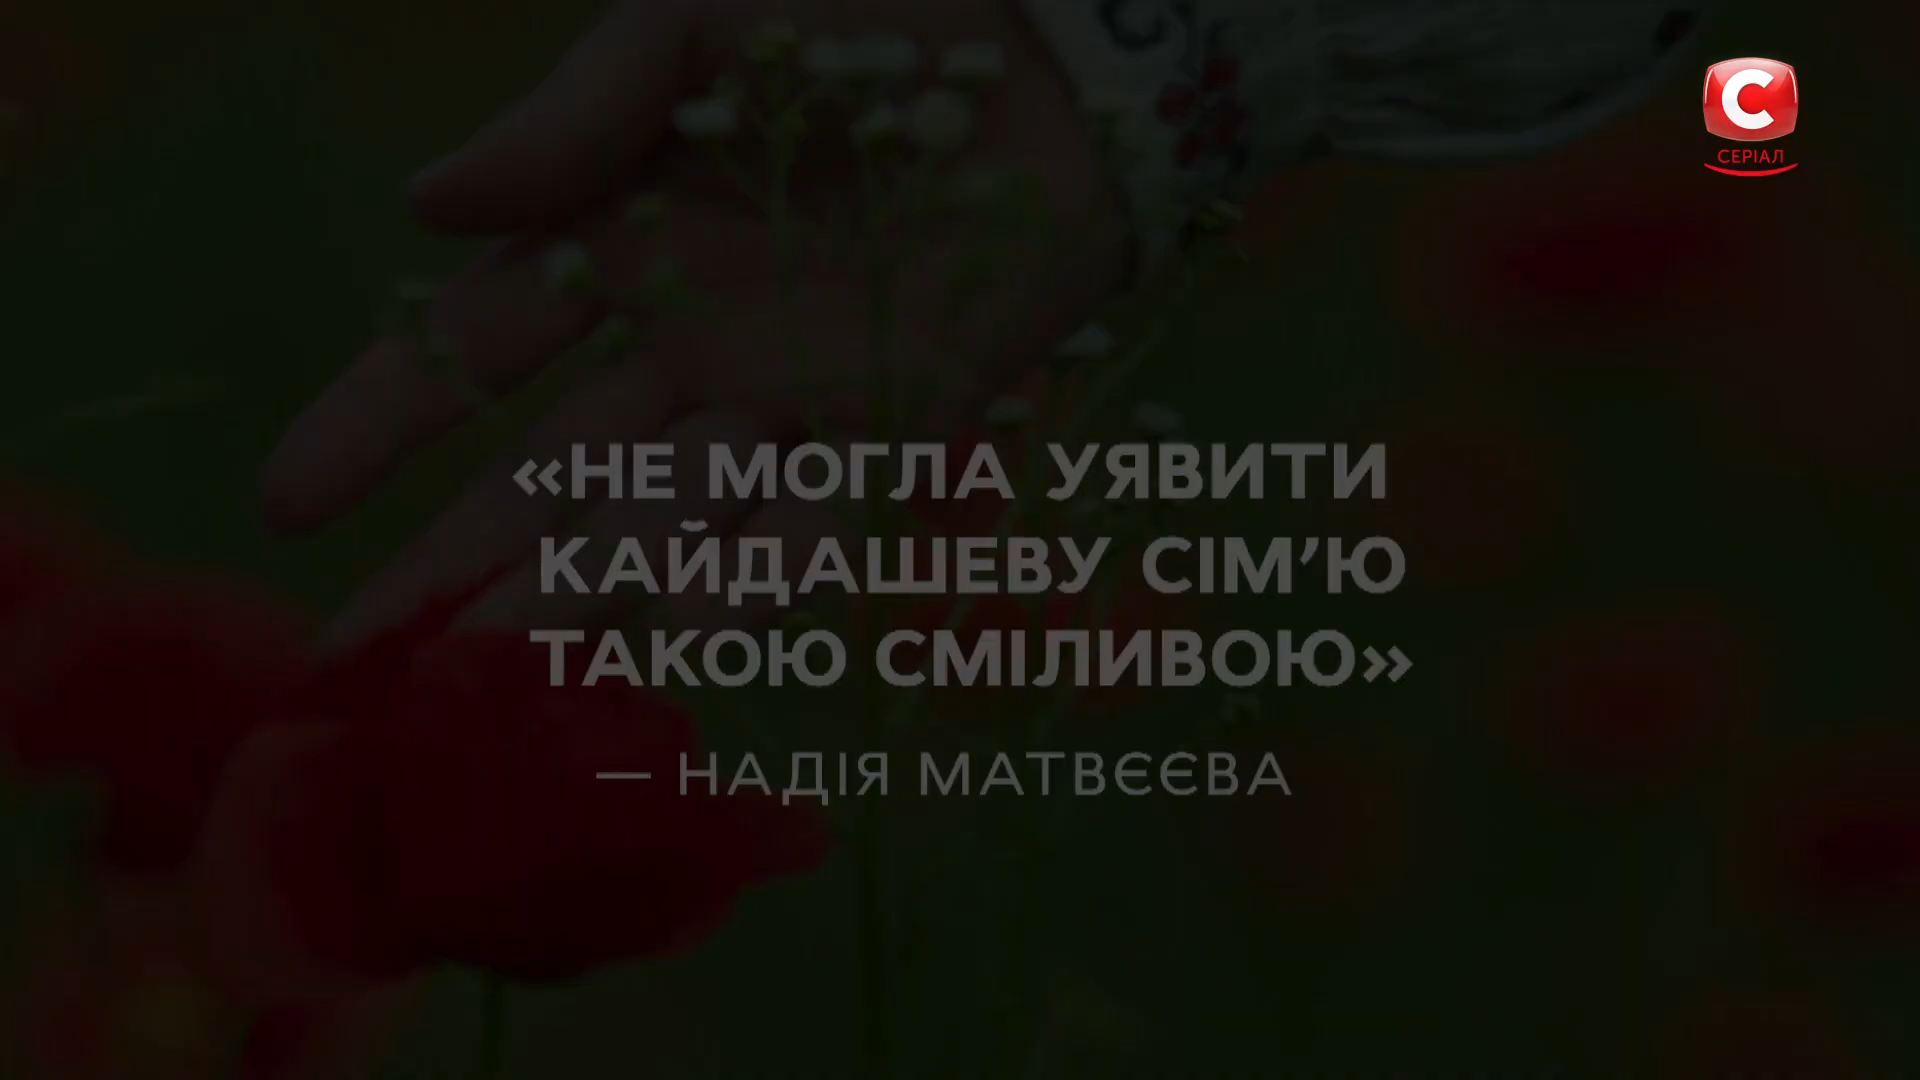 СЕРІАЛ
«НЕ МОГЛА УЯВИТИ
КАЙДАШЕВУ СІМ’Ю
ТАКОЮ СМІЛИВОЮ»
— НАДІЯ МАТВЄЄВА